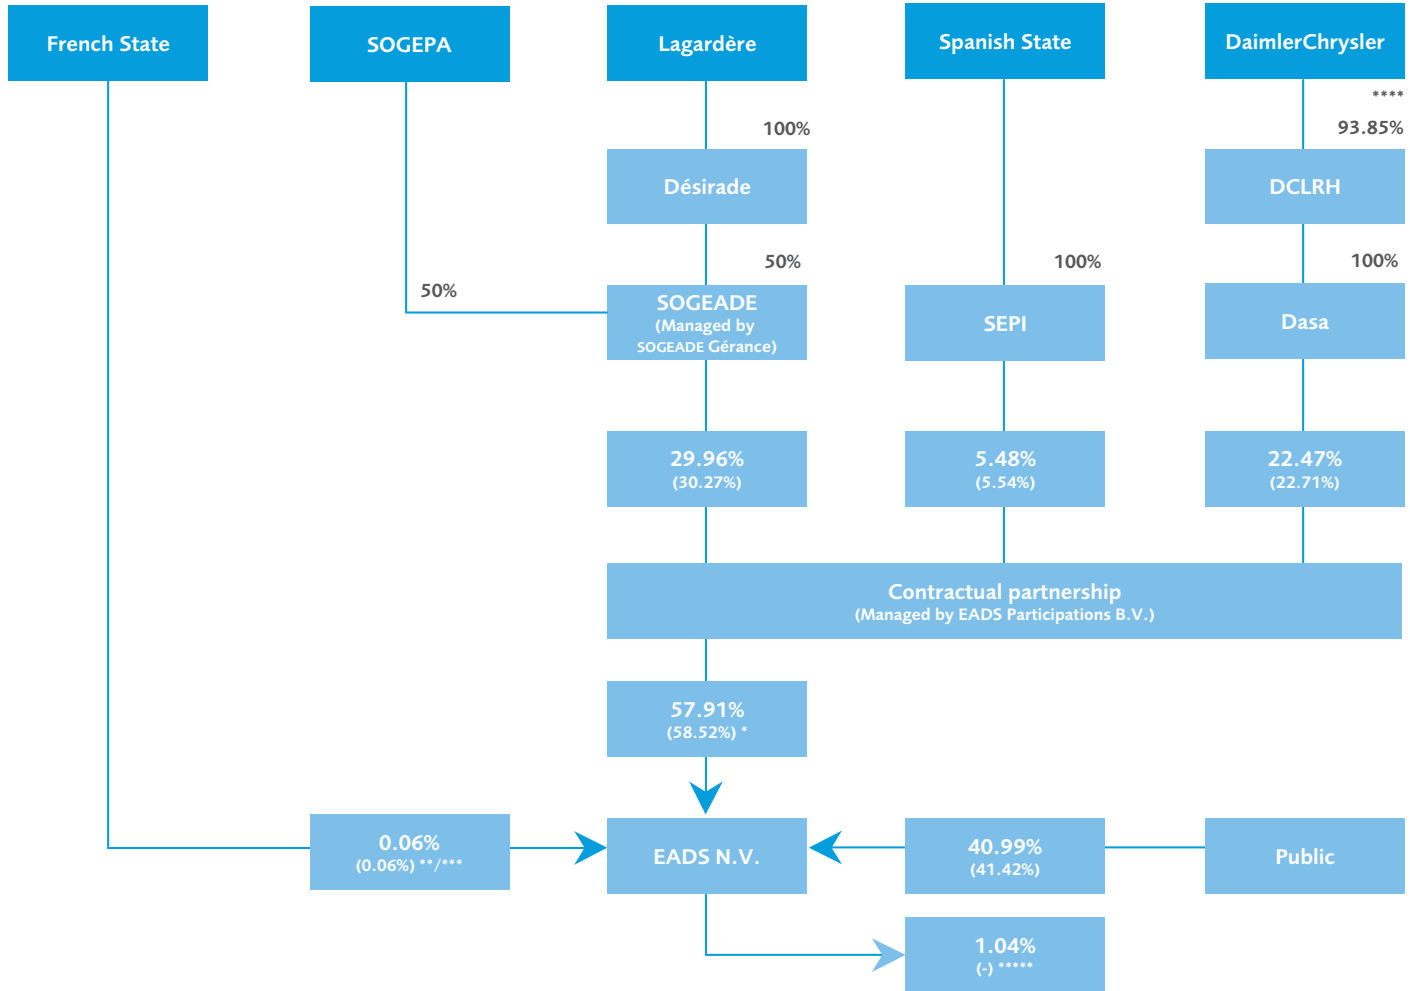 French State
SOGEPA
Lagardère
Spanish State
DaimlerChrysler
****
100%
93.85%
Désirade
DCLRH
50%
100%
100%
50%
SOGEADE
(Managed by
SOGEADE Gérance)
SEPI
Dasa
29.96%
(30.27%)
5.48%
(5.54%)
22.47%
(22.71%)
Contractual partnership
(Managed by EADS Participations B.V.)
57.91%
(58.52%) *
0.06%
(0.06%) **/***
EADS N.V.
40.99%
(41.42%)
Public
1.04%
(-) *****